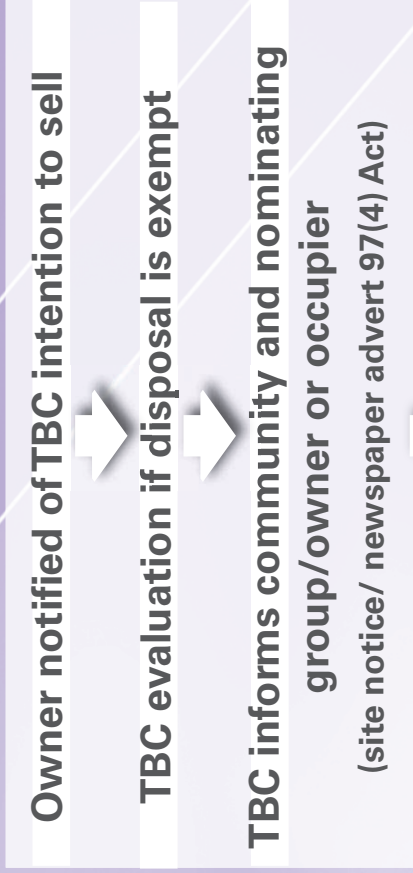 Owner notified of TBC intention to sell
TBC evaluation if disposal is exempt
TBC informs community and nominating
group/owner or occupier
(site notice/ newspaper advert 97(4) Act)